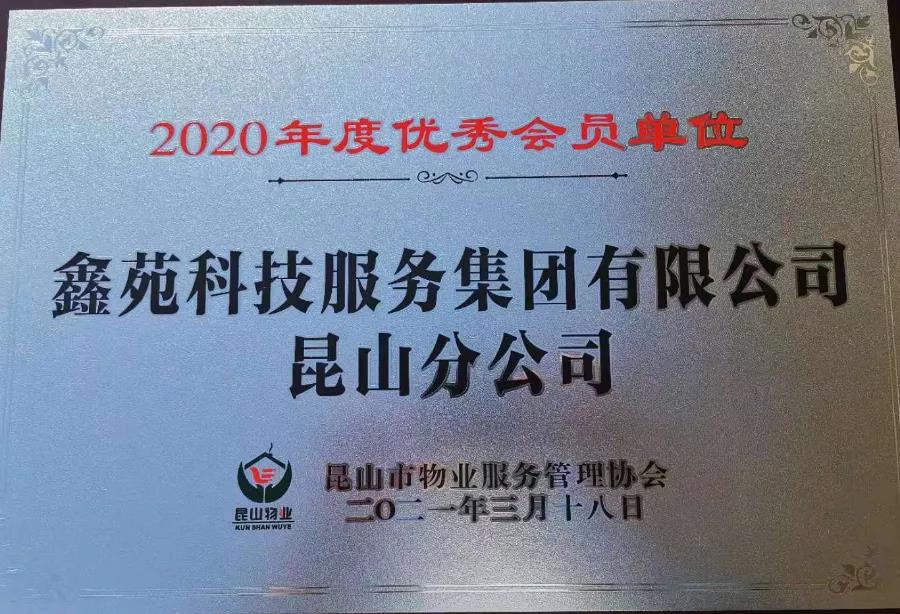 2020年度优秀会员单位
鑫苑科技服务集团有限公司
昆山分公司
昆山物业
KUN SHAN WUYE
昆山市物业服务管理协会
二〇二一年三月十八日